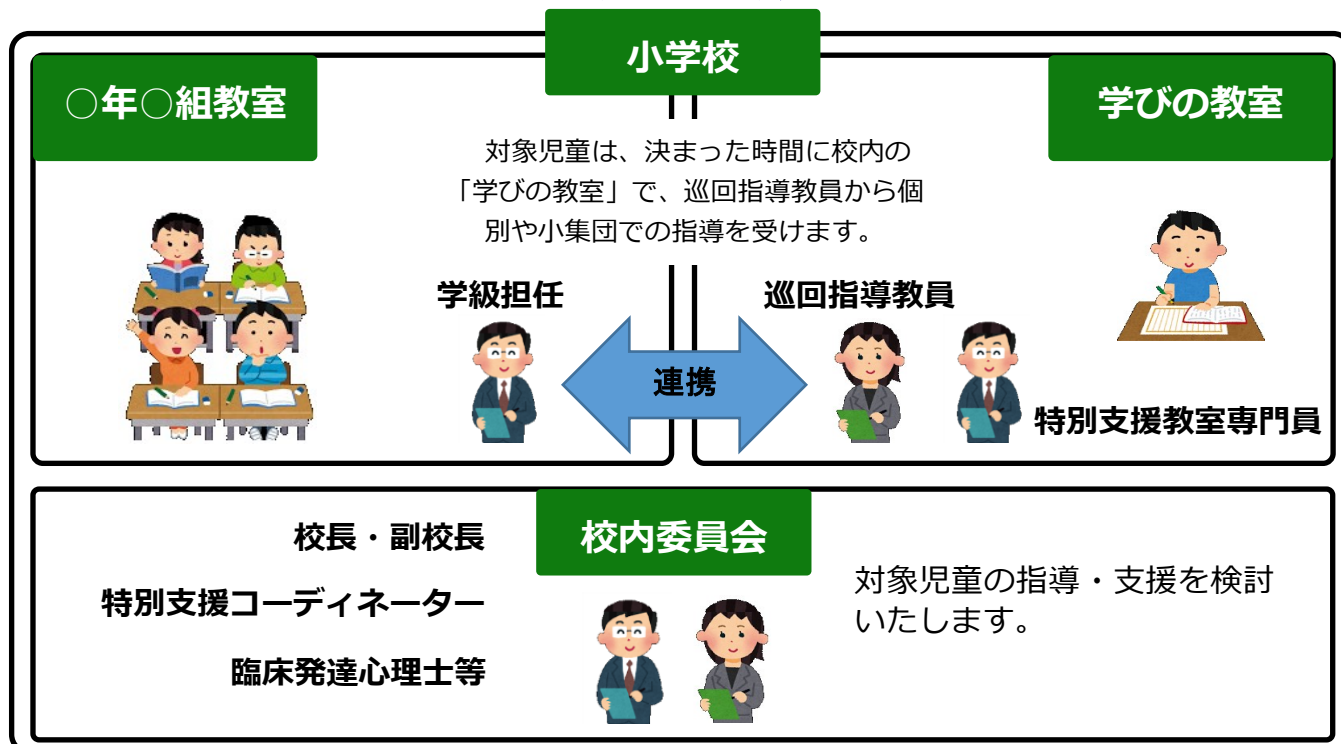 小学校
○年○組教室
学びの教室
対象児童は、決まった時間に校内の
「学びの教室」で、巡回指導教員から個
別や小集団での指導を受けます。
学級担任
巡回指導教員
連携
特別支援教室専門員
校内委員会
校長・副校長
特別支援コーディネーター
臨床発達心理士等
対象児童の指導・支援を検討
いたします。